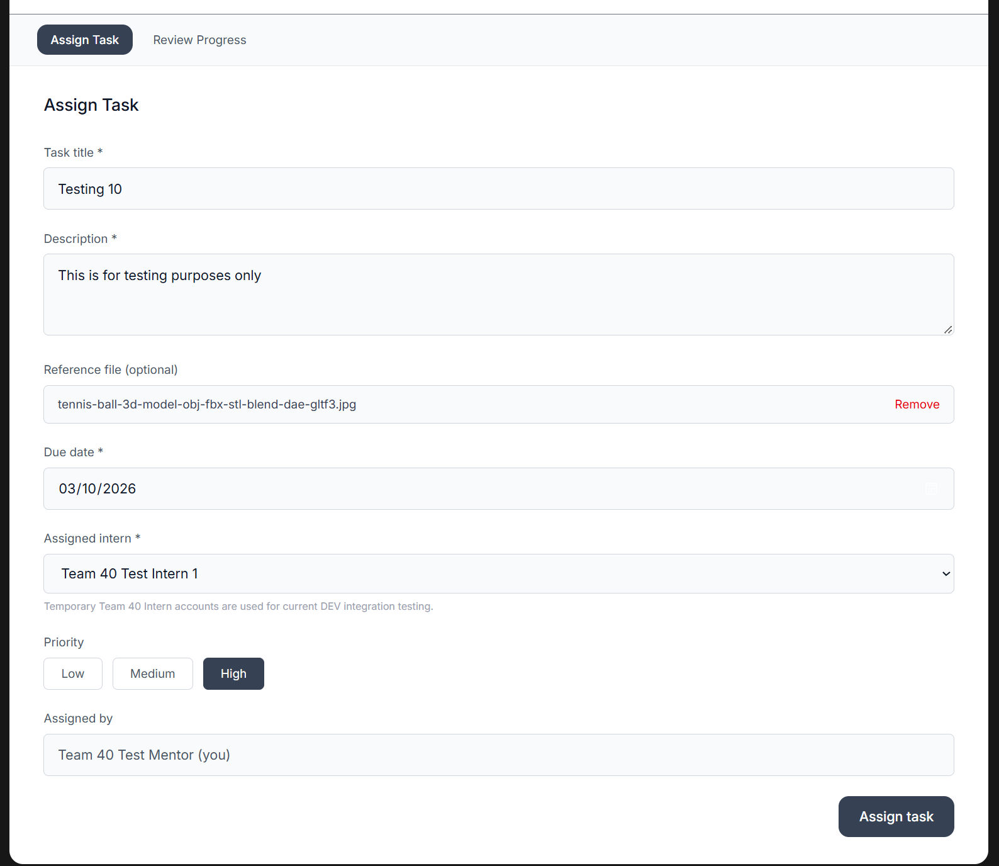 Assign Task
Review Progress
Assign Task
Task title *
Testing 10
Description *
This is for testing purposes only
Reference file (optional)
tennis-ball-3d-model-obj-fbx-stl-blend-dae-gltf3.jpg
Remove
Due date *
03/10/2026
Assigned intern *
Team 40 Test Intern 1
Temporary Team 40 Intern accounts are used for current DEV integration testing.
Priority
Low
Medium
High
Assigned by
Team 40 Test Mentor (you)
Assign task